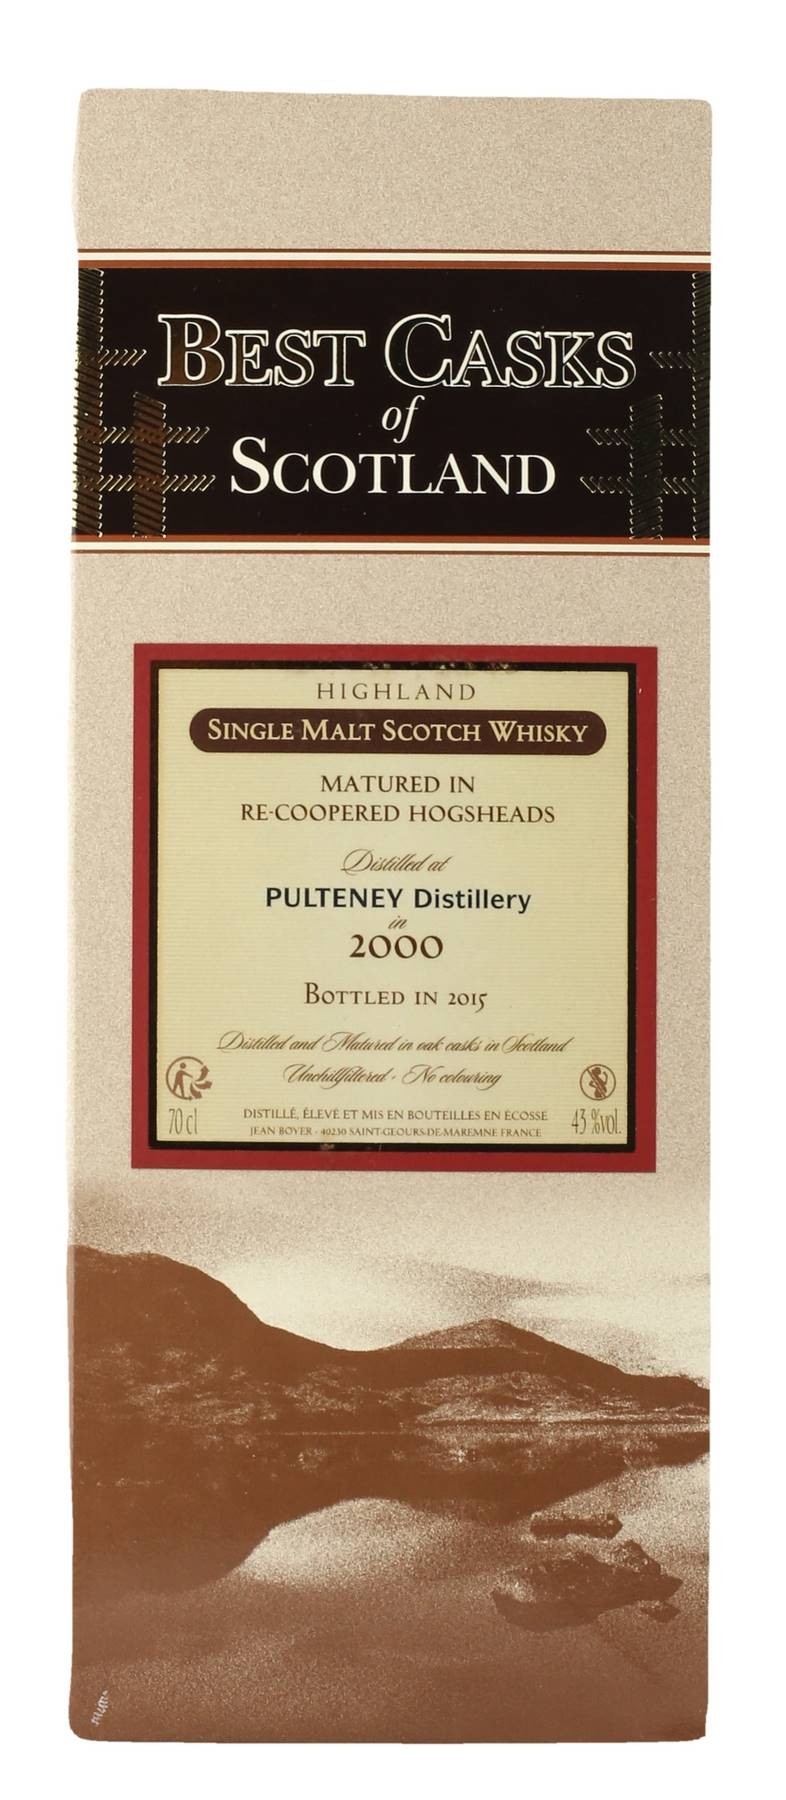 BEST CASKS
of
SCOTLAND
HIGHLAND
SINGLE MALT SCOTCH WHISKY
MATURED IN
RE-COOPERED HOGSHEADS
Distilled at
PULTENEY Distillery
in
2000
BOTTLED IN 2015
Distilled and Matured in oak casks in Scotland
Unchillfiltered - No colouring
70 cl
DISTILLÉ, ÉLEVÉ ET MIS EN BOUTEILLES EN ÉCOSSE
43 %vol.
JEAN BOYER - 40230 SAINT-GEOURS-DE-MAREMNE FRANCE